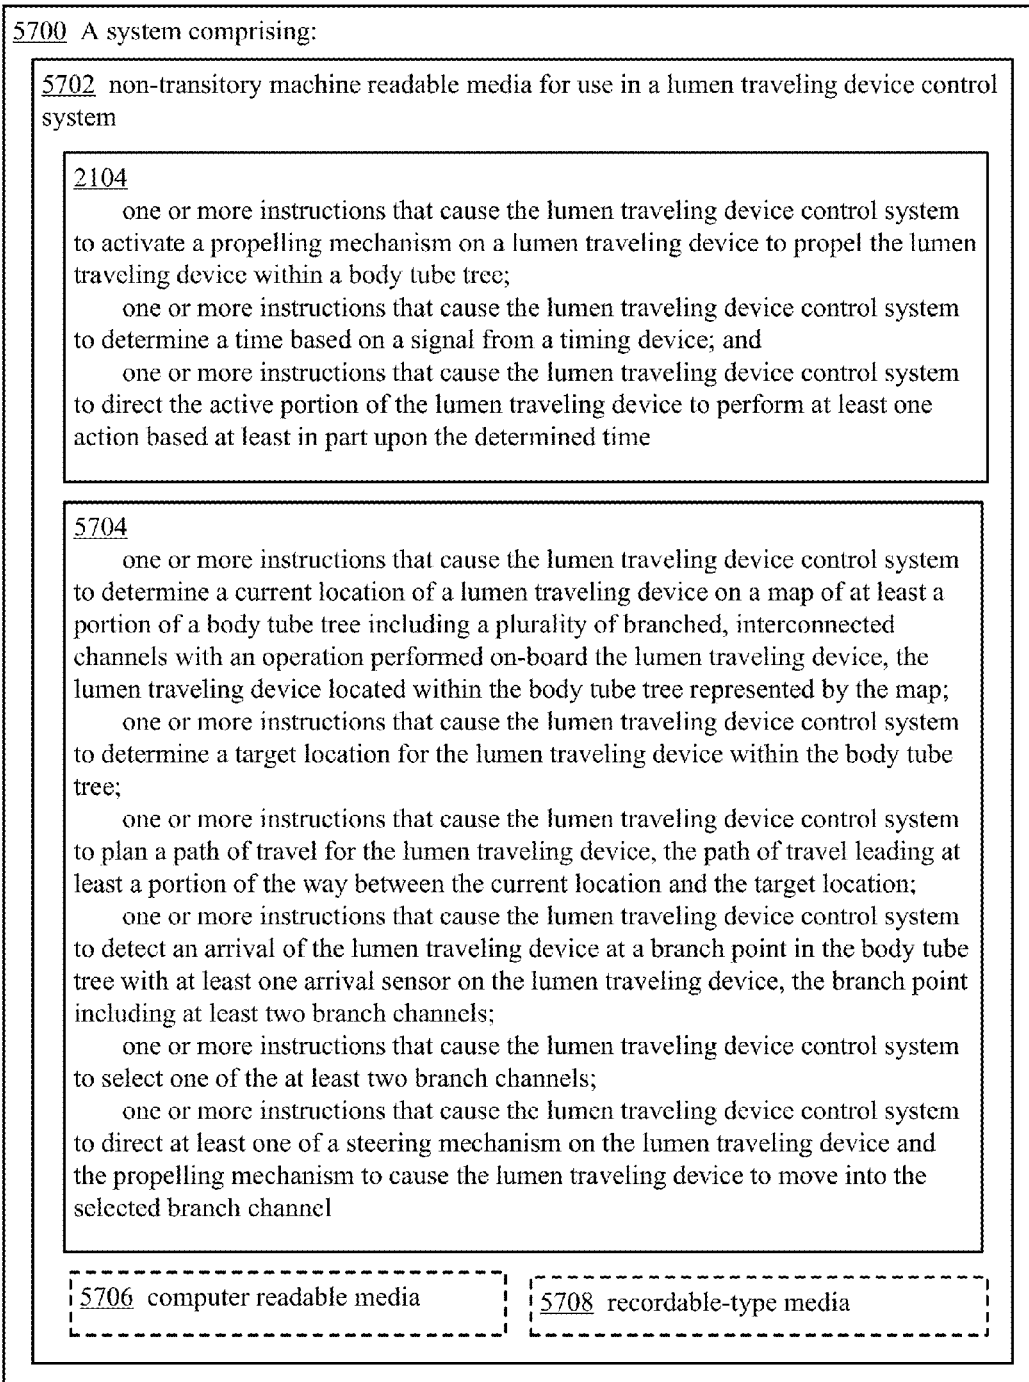 5700 A system comprising:
5702 non-transitory machine readable media for use in a lumen traveling device control
system
2104
one or more instructions that cause the lumen traveling device control system
to activate a propelling mechanism on a lumen traveling device to propel the lumen
traveling device within a body tube tree;
one or more instructions that cause the lumen traveling device control system
to determine a time based on a signal from a timing device; and
one or more instructions that cause the lumen traveling device control system
to direct the active portion of the lumen traveling device to perform at least one
action based at least in part upon the determined time
5704
one or more instructions that cause the lumen traveling device control system
to determine a current location of a lumen traveling device on a map of at least a
portion of a body tube tree including a plurality of branched, interconnected
channels with an operation performed on-board the lumen traveling device, the
lumen traveling device located within the body tube tree represented by the map;
one or more instructions that cause the lumen traveling device control system
to determine a target location for the lumen traveling device within the body tube
tree;
one or more instructions that cause the lumen traveling device control system
to plan a path of travel for the lumen traveling device, the path of travel leading at
least a portion of the way between the current location and the target location;
one or more instructions that cause the lumen traveling device control system
to detect an arrival of the lumen traveling device at a branch point in the body tube
tree with at least one arrival sensor on the lumen traveling device, the branch point
including at least two branch channels;
one or more instructions that cause the lumen traveling device control system
to select one of the at least two branch channels;
one or more instructions that cause the lumen traveling device control system
to direct at least one of a steering mechanism on the lumen traveling device and
the propelling mechanism to cause the lumen traveling device to move into the
selected branch channel
5706 computer readable media
5708 recordable-type media